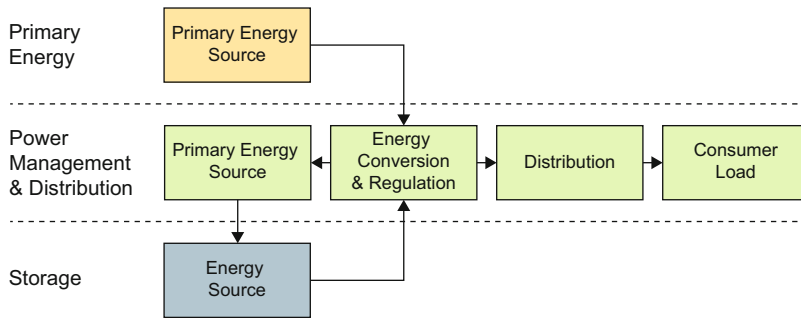 Primary
Energy
Primary Energy
Source
Power
Management
& Distribution
Primary Energy
Source
Energy
Conversion
& Regulation
Distribution
Consumer
Load
Storage
Energy
Source